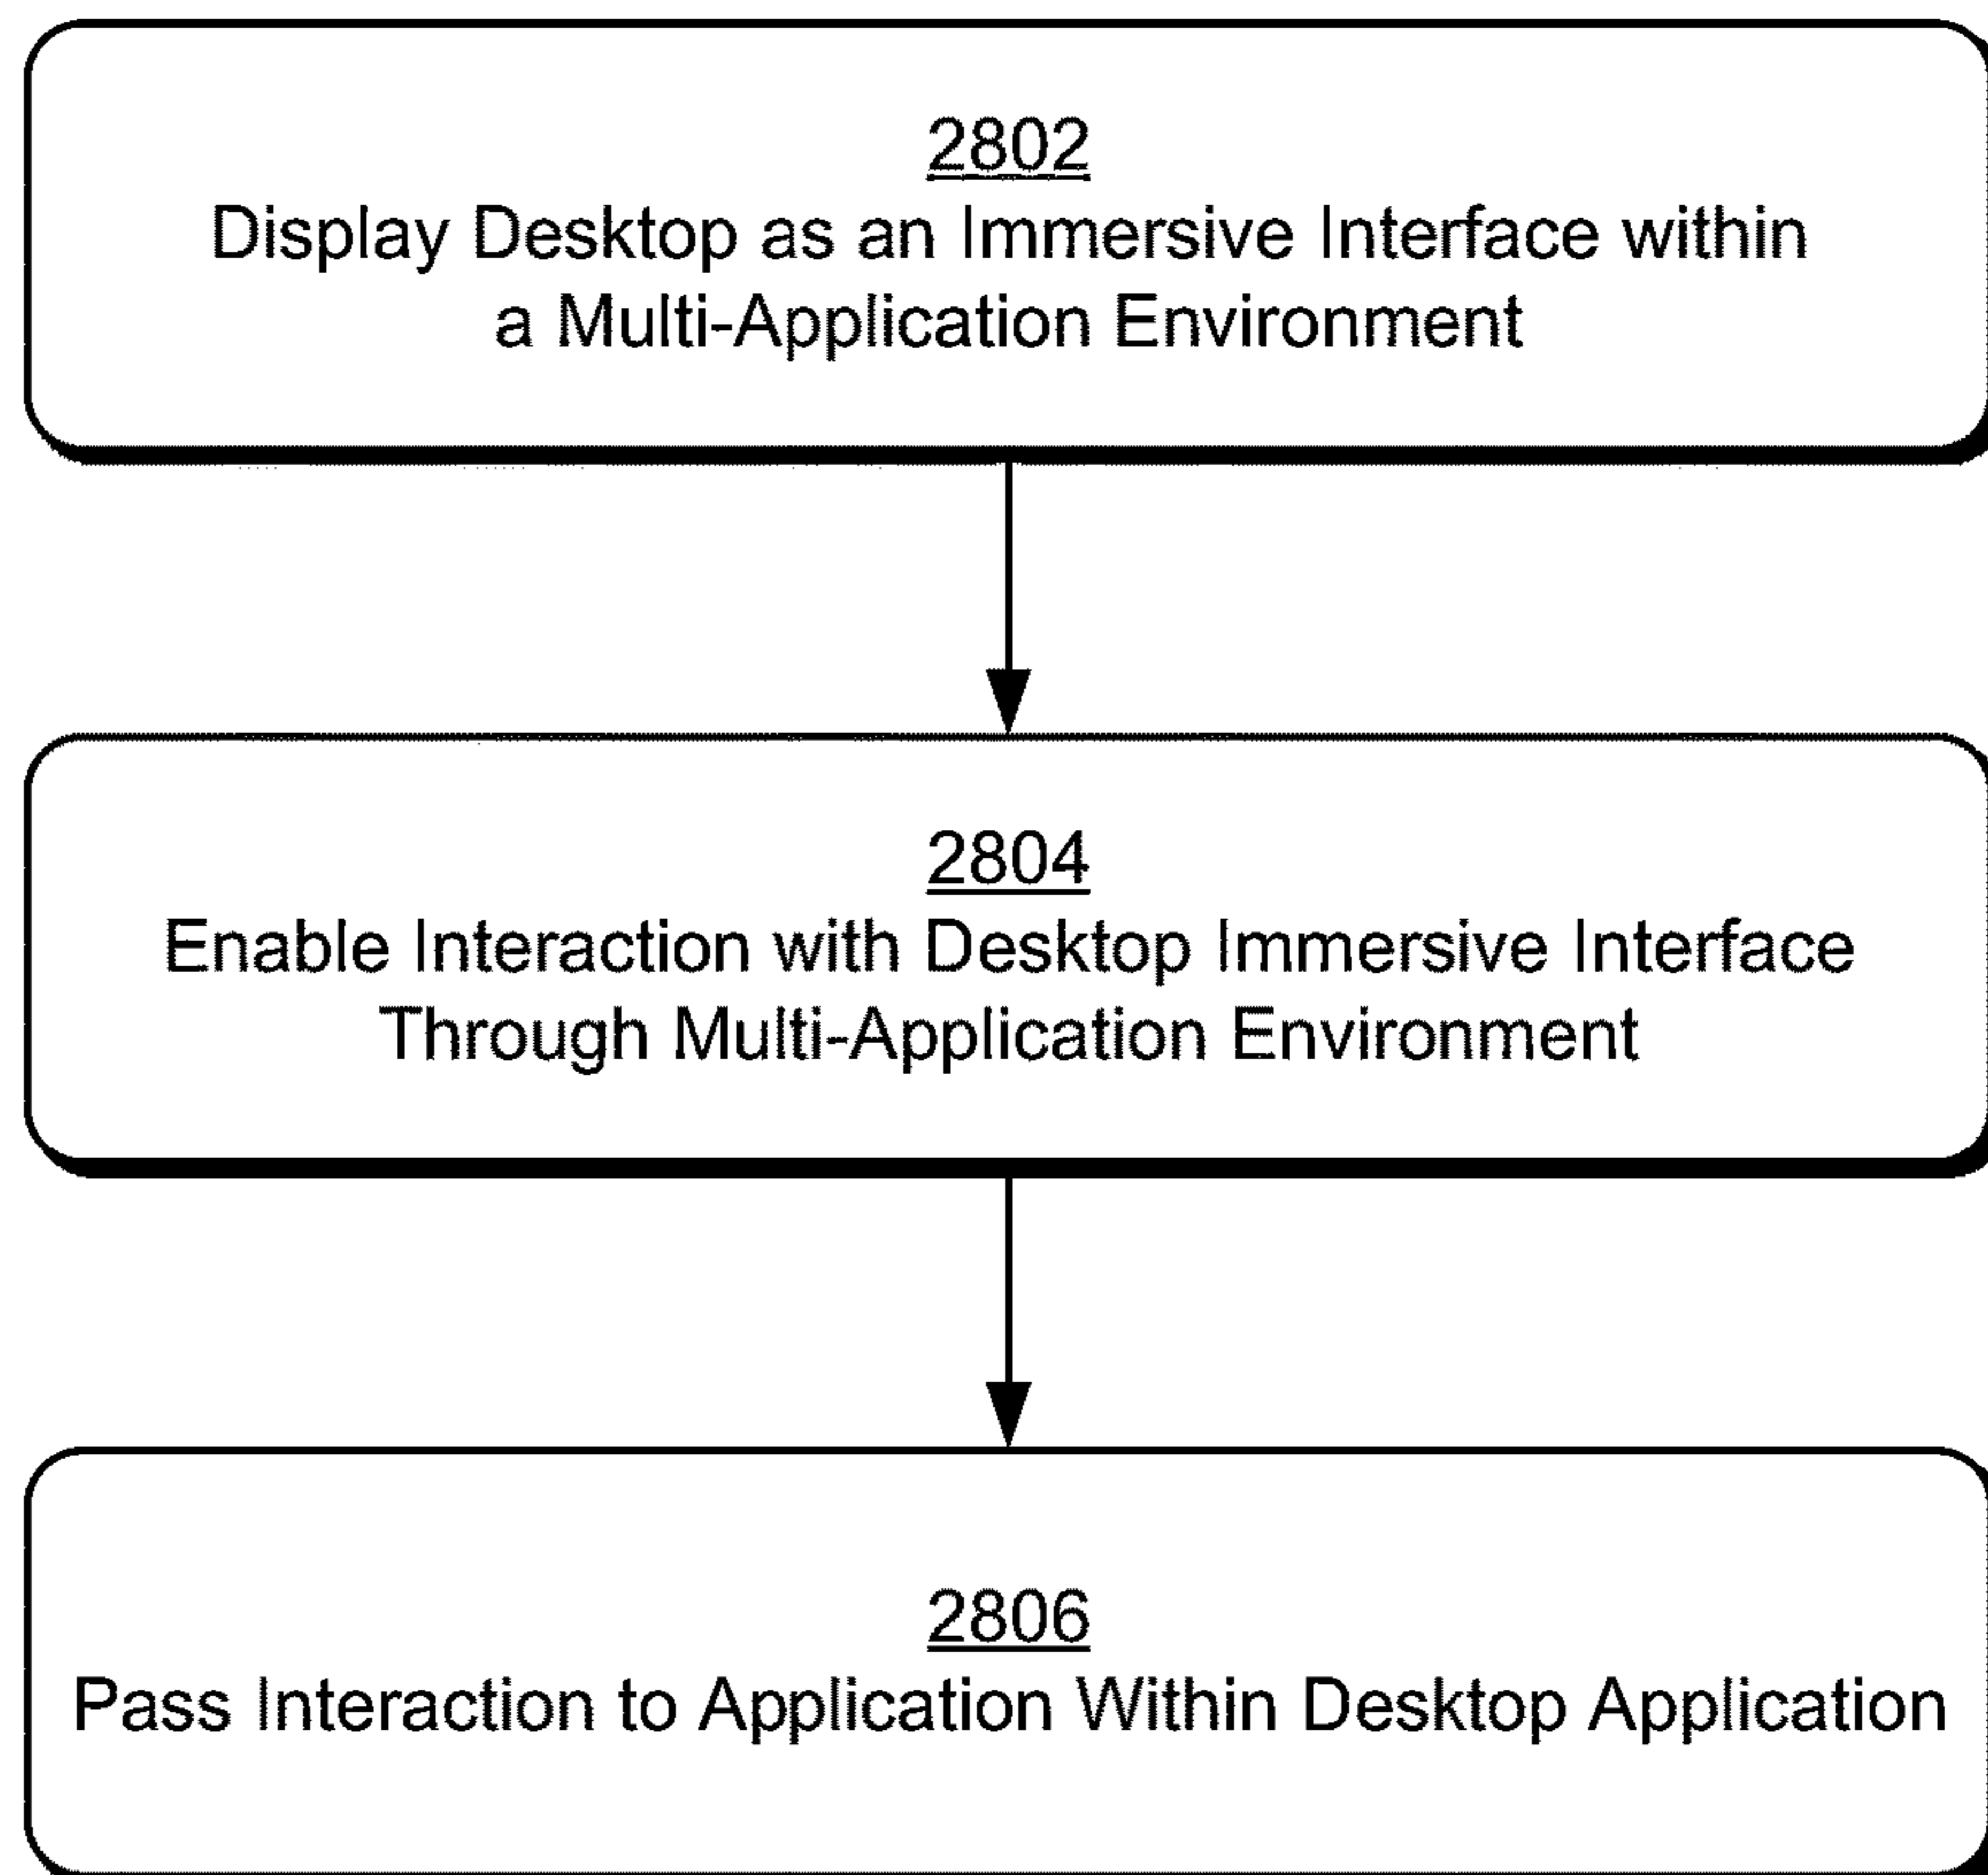 2802
Display Desktop as an Immersive Interface within
a Multi-Application Environment
2804
Enable Interaction with Desktop Immersive Interface
Through Multi-Application Environment
2806
Pass Interaction to Application Within Desktop Application